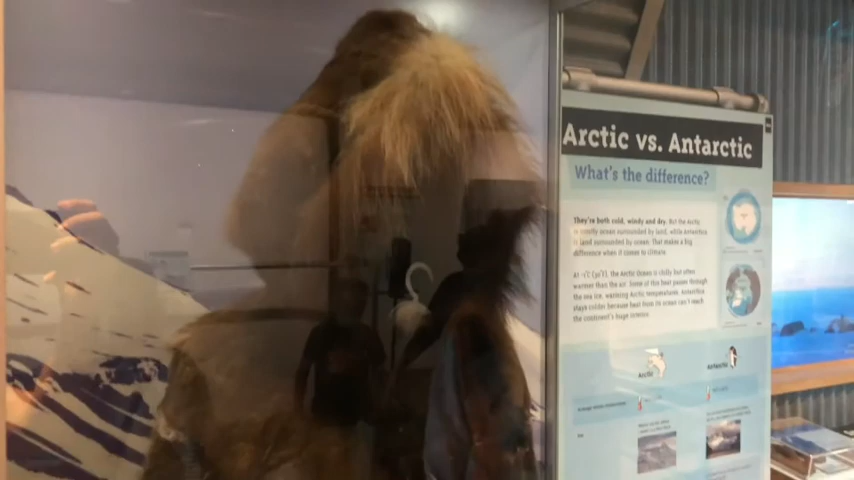 Arctic vs. Antarctic
What's the difference?
They're both cold, windy and dry. But the Arctic
is mostly ocean surrounded by land, while Antarctica
is land surrounded by ocean. That makes a big
difference when it comes to climate.
the Arctic Ocean is chilly but often
warmer than the air. Some of this heat passes through
the sea ice, warming Arctic temperatures. Antarctica
stays colder because heat from its ocean can't reach
the continent's huge interior.
Arctic
Antarctic